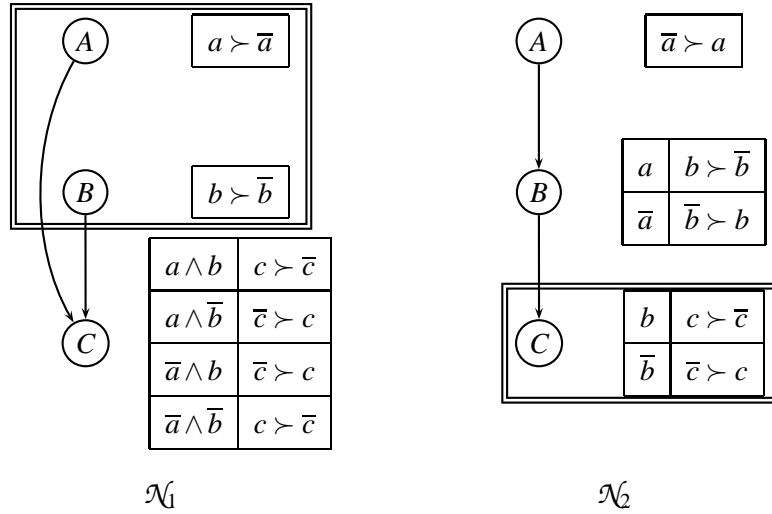 A
a ≻ a̅
B
b ≻ b̅
a ∧ b c ≻ c̅
a ∧ b̅ c̅ ≻ c
a̅ ∧ b c̅ ≻ c
a̅ ∧ b̅ c ≻ c̅
C
𝒩1
A
a̅ ≻ a
a b ≻ b̅
B
a̅ b̅ ≻ b
b c ≻ c̅
C
b̅ c̅ ≻ c
𝒩2